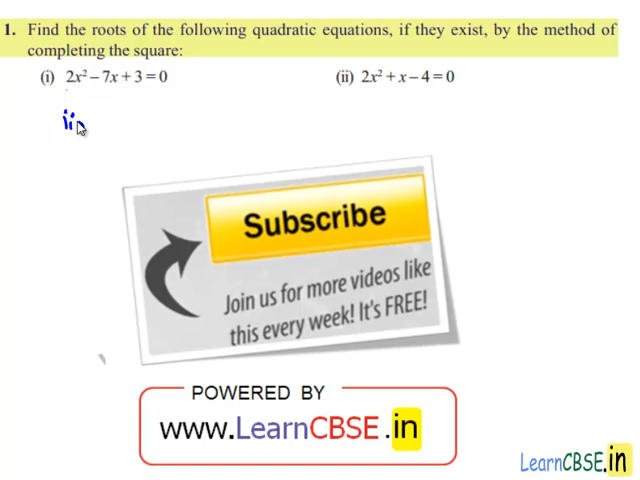 1. Find the roots of the following quadratic equations, if they exist, by the method of
completing the square:
(i) 2x² – 7x + 3 = 0 (ii) 2x² + x – 4 = 0
ii
Subscribe
Join us for more videos like
this every week! It's FREE!
POWERED BY
www.LearnCBSE.in
LearnCBSE.in